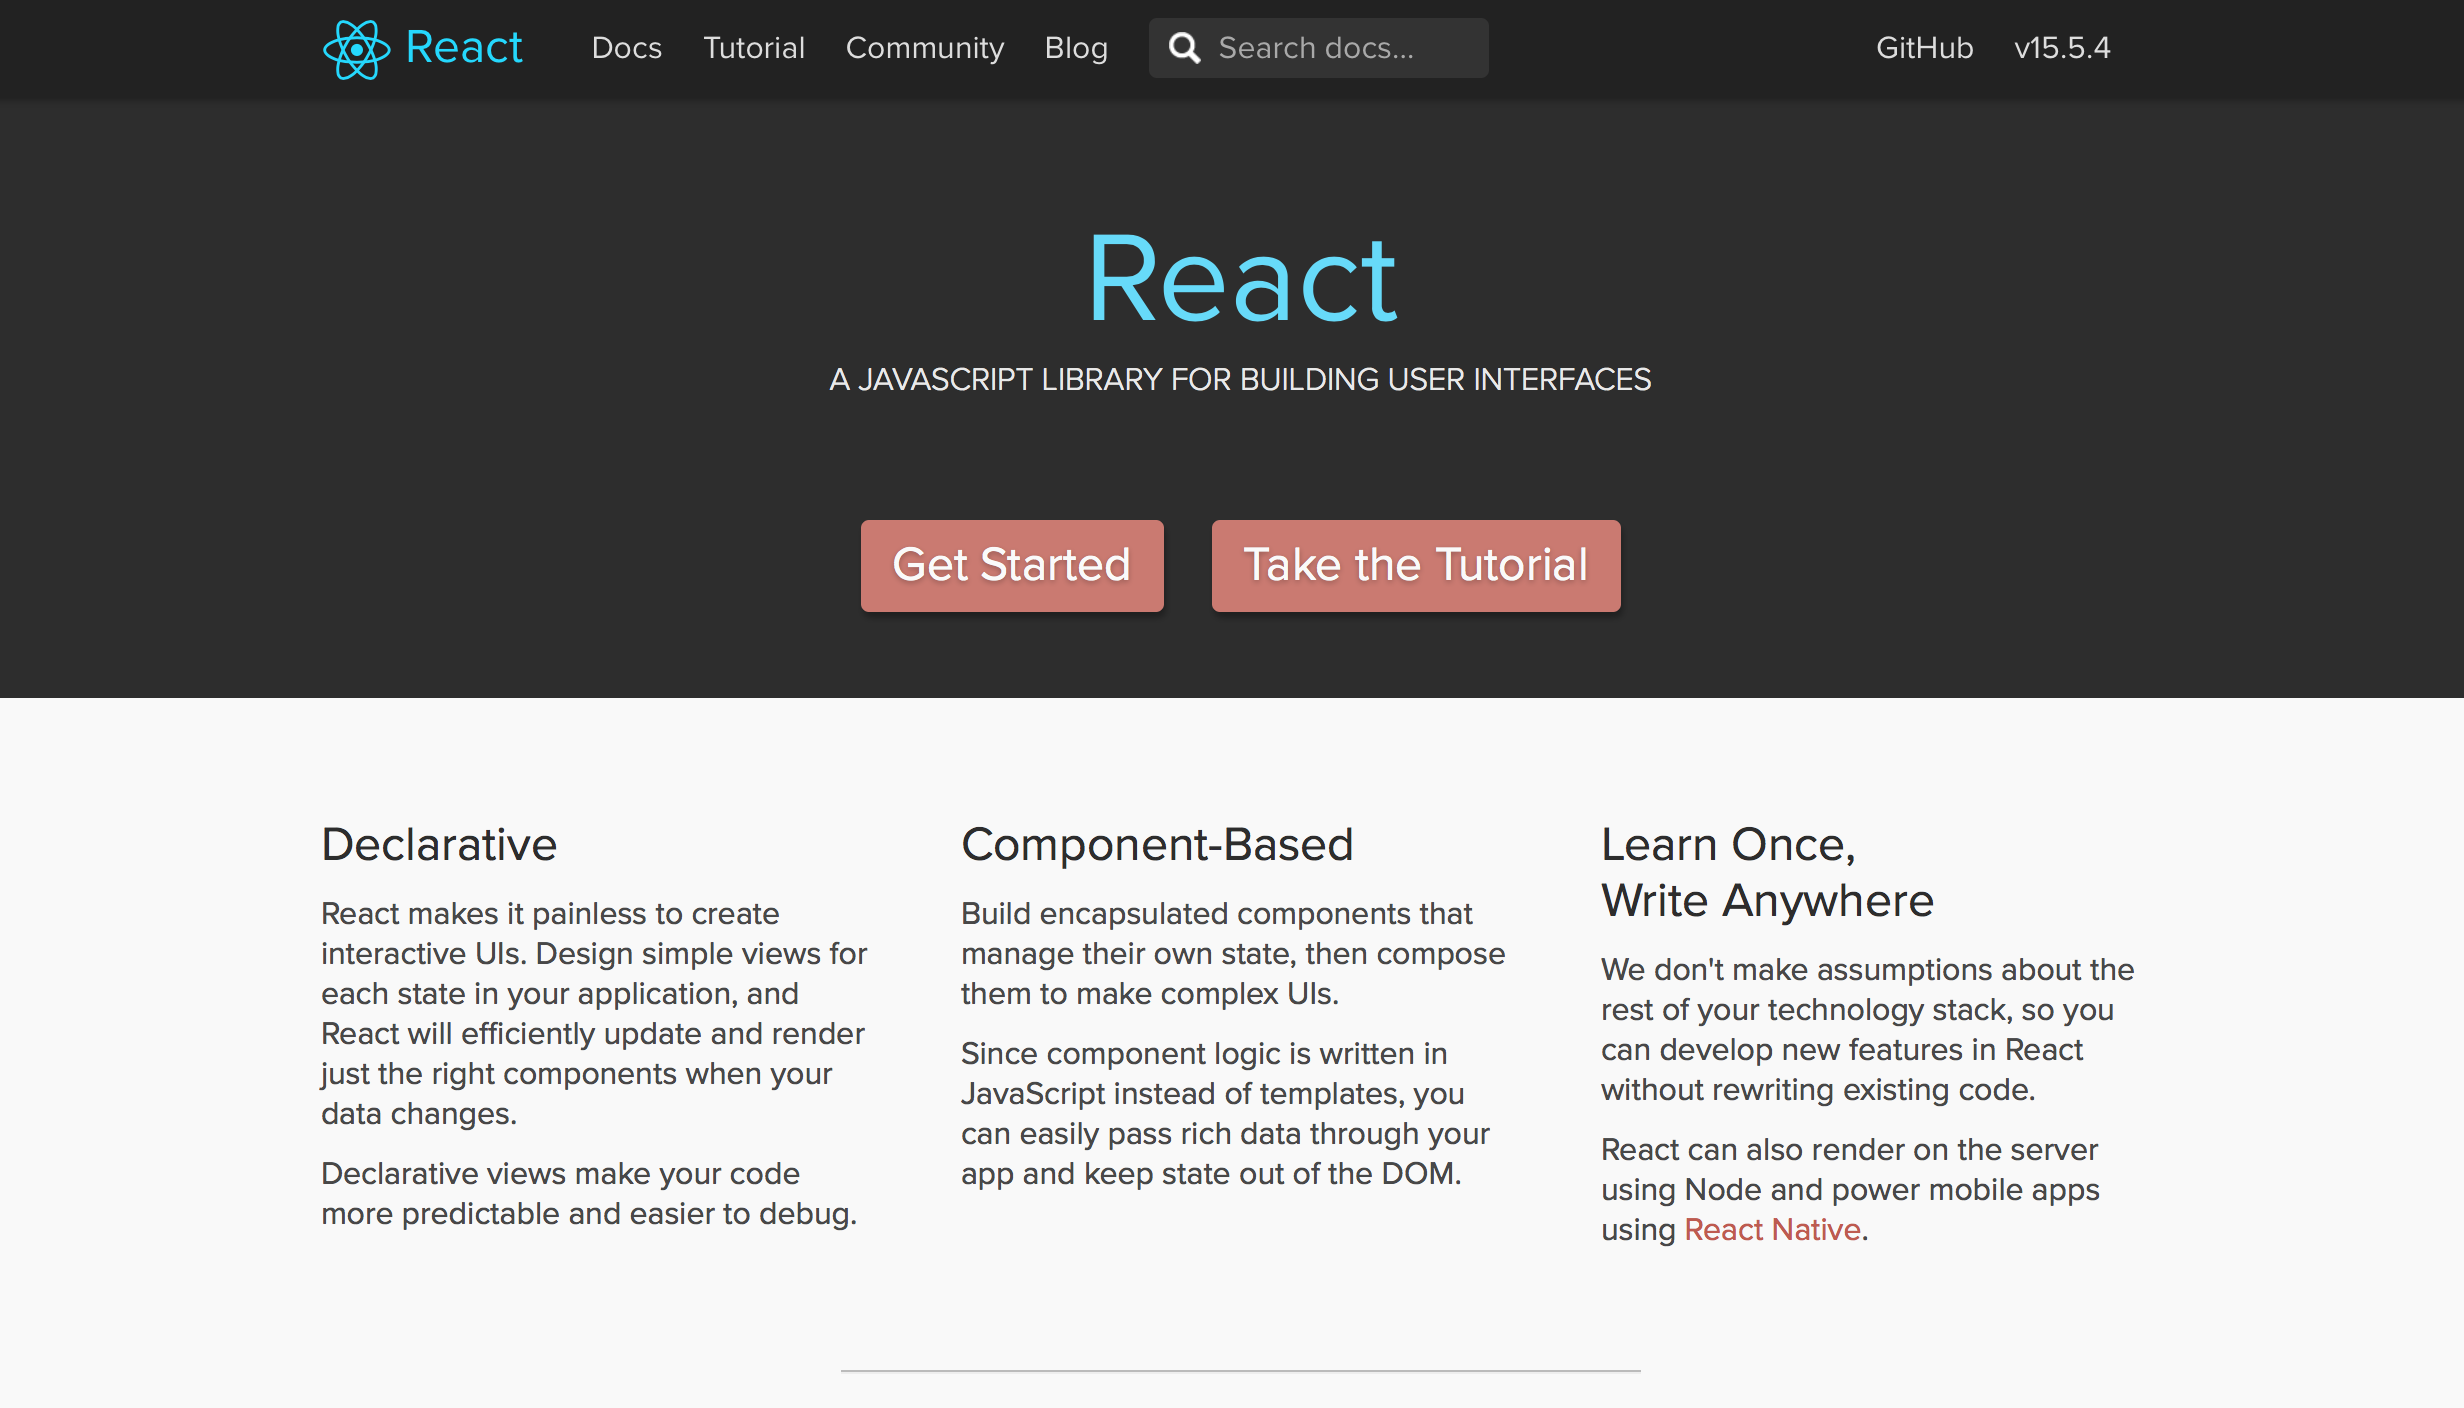 React Docs Tutorial Community Blog Search docs... GitHub v15.5.4
React
A JAVASCRIPT LIBRARY FOR BUILDING USER INTERFACES
Get Started Take the Tutorial
Declarative
React makes it painless to create
interactive UIs. Design simple views for
each state in your application, and
React will efficiently update and render
just the right components when your
data changes.
Declarative views make your code
more predictable and easier to debug.
Component-Based
Build encapsulated components that
manage their own state, then compose
them to make complex UIs.
Since component logic is written in
JavaScript instead of templates, you
can easily pass rich data through your
app and keep state out of the DOM.
Learn Once,
Write Anywhere
We don't make assumptions about the
rest of your technology stack, so you
can develop new features in React
without rewriting existing code.
React can also render on the server
using Node and power mobile apps
using React Native.